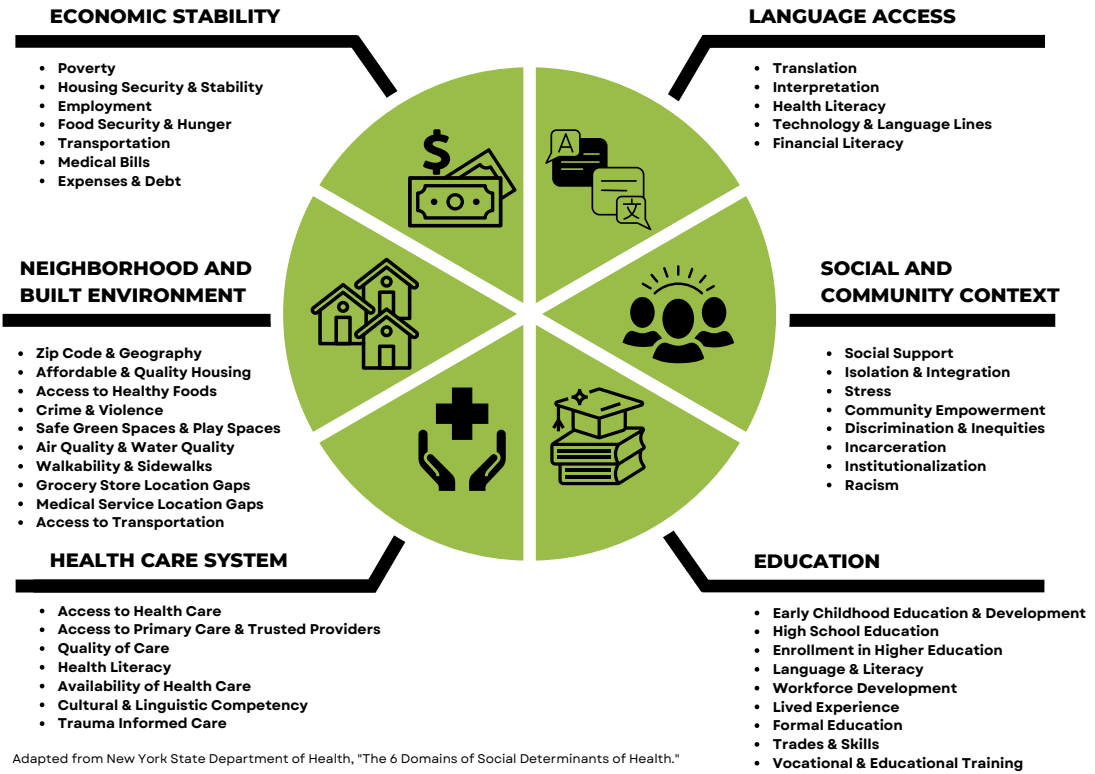 ECONOMIC STABILITY
• Poverty
• Housing Security & Stability
• Employment
• Food Security & Hunger
• Transportation
• Medical Bills
• Expenses & Debt
LANGUAGE ACCESS
• Translation
• Interpretation
• Health Literacy
• Technology & Language Lines
• Financial Literacy
$
A
文
NEIGHBORHOOD AND
BUILT ENVIRONMENT
• Zip Code & Geography
• Affordable & Quality Housing
• Access to Healthy Foods
• Crime & Violence
• Safe Green Spaces & Play Spaces
• Air Quality & Water Quality
• Walkability & Sidewalks
• Grocery Store Location Gaps
• Medical Service Location Gaps
• Access to Transportation
SOCIAL AND
COMMUNITY CONTEXT
• Social Support
• Isolation & Integration
• Stress
• Community Empowerment
• Discrimination & Inequities
• Incarceration
• Institutionalization
• Racism
HEALTH CARE SYSTEM
• Access to Health Care
• Access to Primary Care & Trusted Providers
• Quality of Care
• Health Literacy
• Availability of Health Care
• Cultural & Linguistic Competency
• Trauma Informed Care
EDUCATION
• Early Childhood Education & Development
• High School Education
• Enrollment in Higher Education
• Language & Literacy
• Workforce Development
• Lived Experience
• Formal Education
• Trades & Skills
• Vocational & Educational Training
Adapted from New York State Department of Health, "The 6 Domains of Social Determinants of Health."